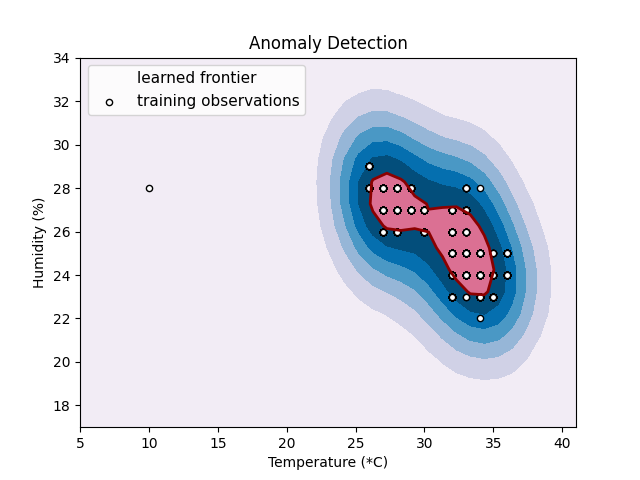 Anomaly Detection
learned frontier
training observations
Humidity (%)
34
32
30
28
26
24
22
20
18
5 10 15 20 25 30 35 40
Temperature (*C)